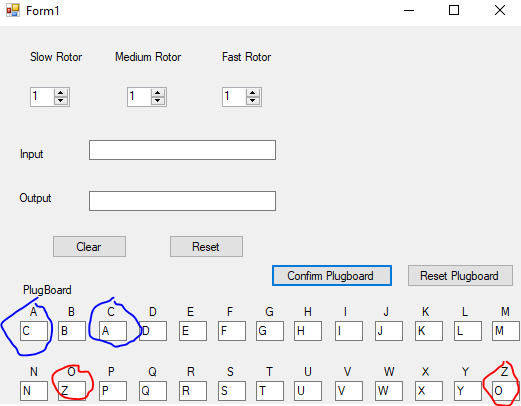 Form1
Slow Rotor Medium Rotor Fast Rotor
1 1 1
Input
Output
Clear Reset
Confirm Plugboard Reset Plugboard
PlugBoard
A B C D E F G H I J K L M
C B A D E F G H I J K L M
N O P Q R S T U V W X Y Z
N Z P Q R S T U V W X Y O